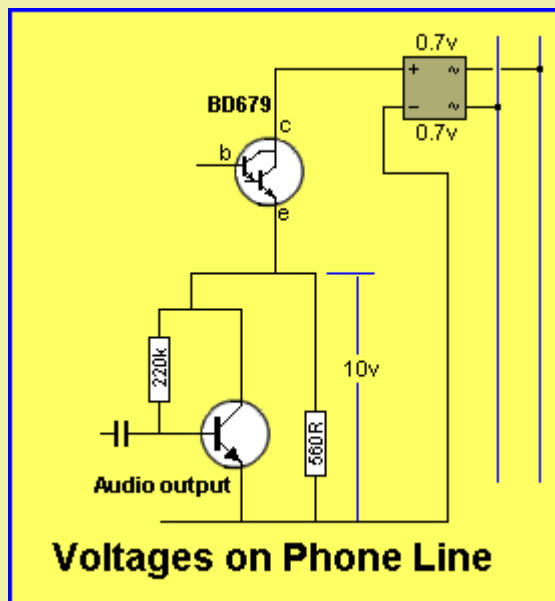 0.7v
+ ~
- ~
0.7v
BD679
c
b
e
220k
10v
560R
Audio output
Voltages on Phone Line